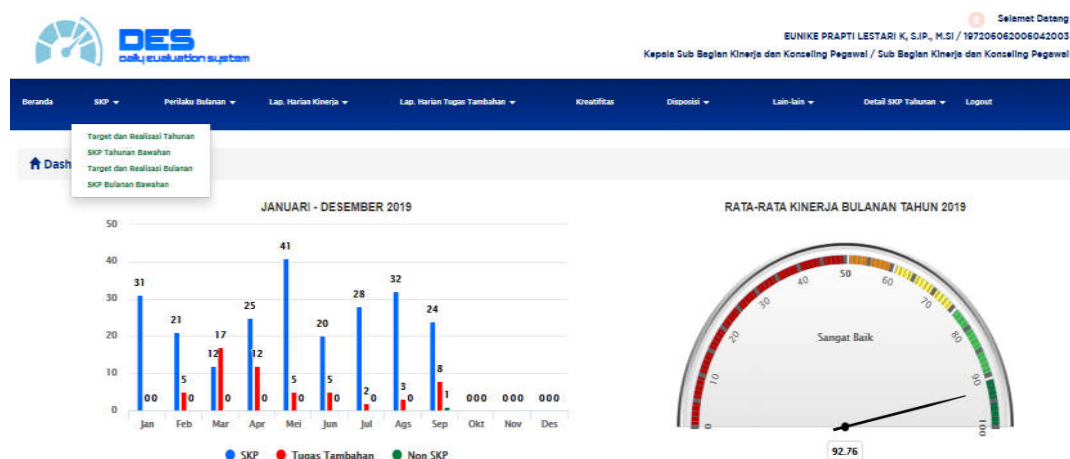 DES
Daily evaluation system
Selamat Datang
EUNIKE PRAPTI LESTARI K, S.IP., M.SI / 197206062006042003
Kepala Sub Bagian Kinerja dan Konseling Pegawai / Sub Bagian Kinerja dan Konseling Pegawai
Beranda SKP Perilaku Bulanan Lap. Harian Kinerja Lap. Harian Tugas Tambahan Kreatifitas Disposisi Lain-lain Detail SKP Tahunan Logout
Target dan Realisasi Tahunan
SKP Tahunan Bawahan
Target dan Realisasi Bulanan
SKP Bulanan Bawahan
Dash
JANUARI - DESEMBER 2019
50
40
30
20
10
0
31 0 0
21 5 0
12 17 0
25 12 0
41 5 0
20 5 0
28 2 0
32 3 0
24 8 1
0 0 0
0 0 0
0 0 0
Jan Feb Mar Apr Mei Jun Jul Ags Sep Okt Nov Des
SKP Tugas Tambahan Non SKP
RATA-RATA KINERJA BULANAN TAHUN 2019
0 10 20 30 40 50 60 70 80 90 100
Sangat Baik
92.76